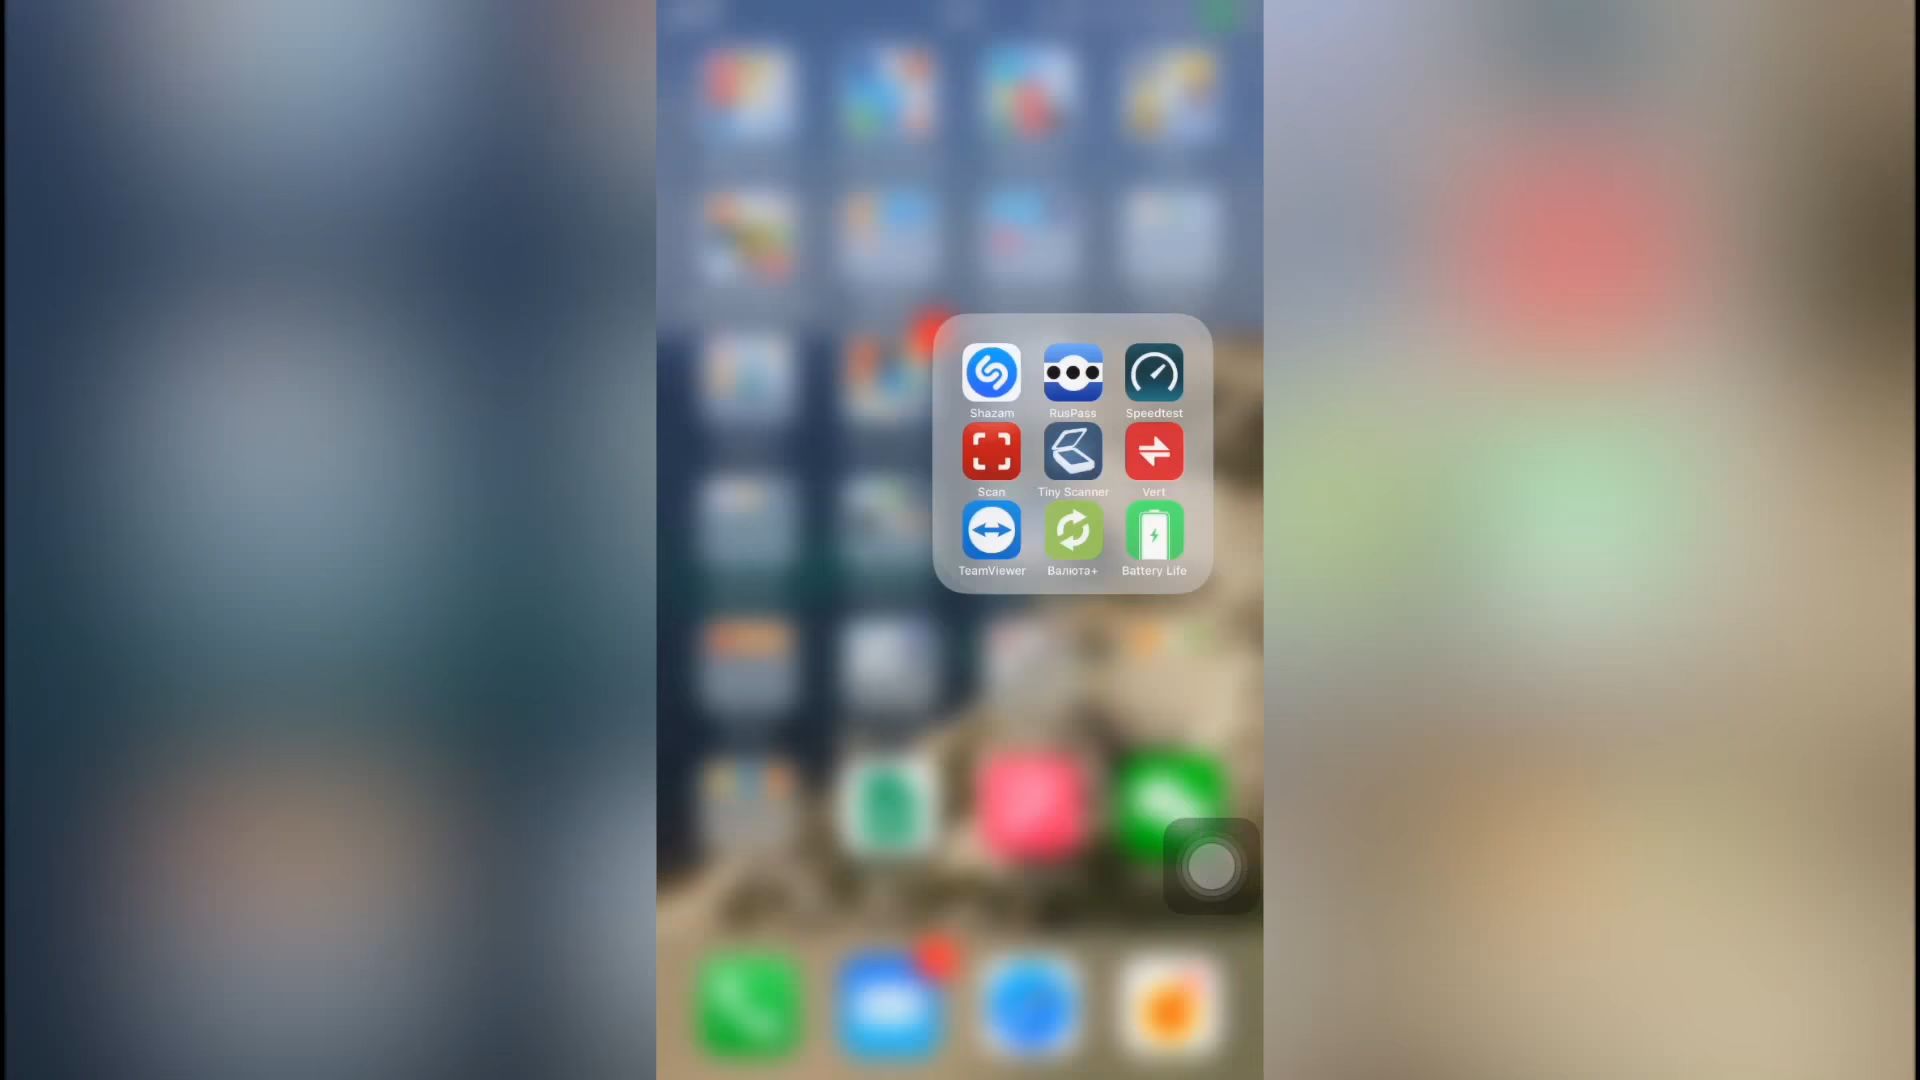 Shazam RusPass Speedtest
Scan Tiny Scanner Vert
TeamViewer Валюта+ Battery Life